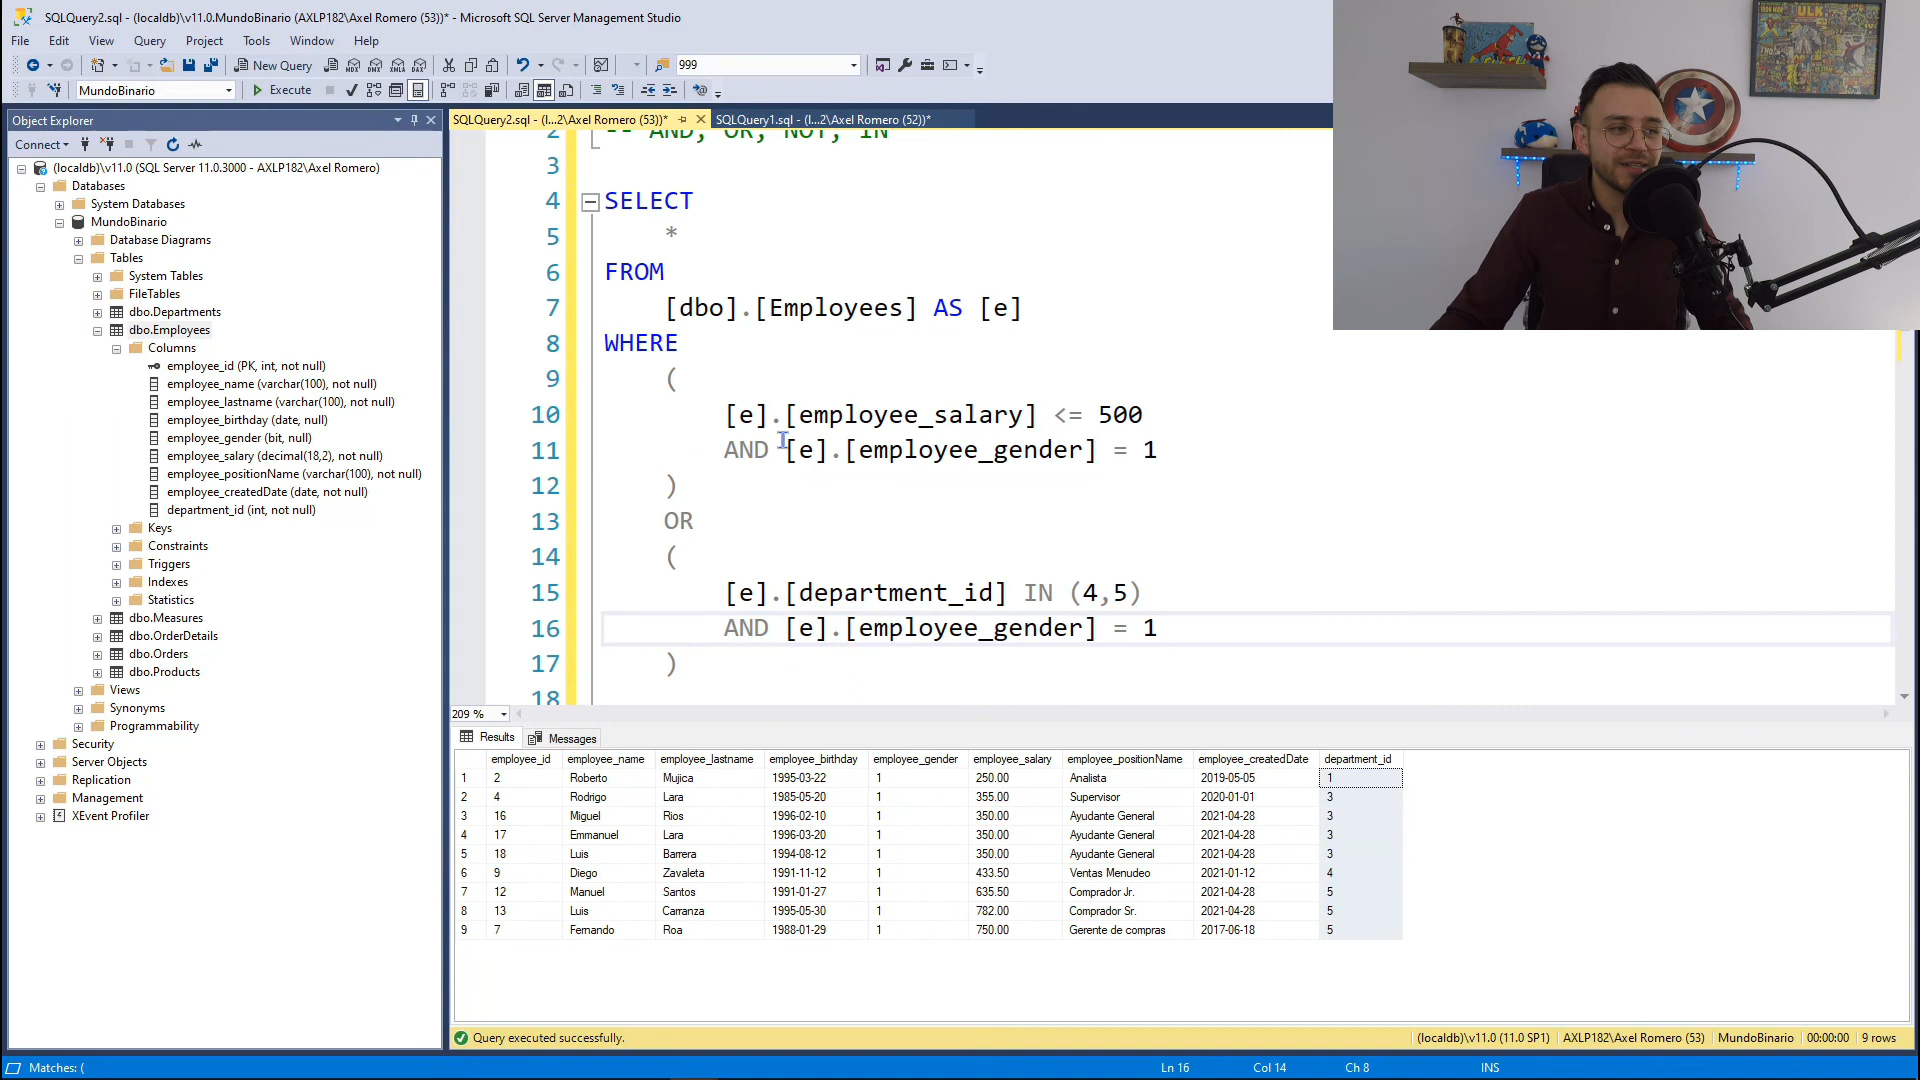 SQLQuery2.sql - (localdb)\v11.0.MundoBinario (AXLP182\Axel Romero (53))* - Microsoft SQL Server Management Studio
File Edit View Query Project Tools Window Help
New Query 999
MundoBinario Execute
Object Explorer
SQLQuery2.sql - (l...2\Axel Romero (53))* SQLQuery1.sql - (l...2\Axel Romero (52))*
Connect
(localdb)\v11.0 (SQL Server 11.0.3000 - AXLP182\Axel Romero)
Databases
System Databases
MundoBinario
Database Diagrams
Tables
System Tables
FileTables
dbo.Departments
dbo.Employees
Columns
employee_id (PK, int, not null)
employee_name (varchar(100), not null)
employee_lastname (varchar(100), not null)
employee_birthday (date, null)
employee_gender (bit, null)
employee_salary (decimal(18,2), not null)
employee_positionName (varchar(100), not null)
employee_createdDate (date, not null)
department_id (int, not null)
Keys
Constraints
Triggers
Indexes
Statistics
dbo.Measures
dbo.OrderDetails
dbo.Orders
dbo.Products
Views
Synonyms
Programmability
Security
Server Objects
Replication
Management
XEvent Profiler
2 -- AND, OR, NOT, IN
3
4 SELECT
5 *
6 FROM
7 [dbo].[Employees] AS [e]
8 WHERE
9 (
10 [e].[employee_salary] <= 500
11 AND [e].[employee_gender] = 1
12 )
13 OR
14 (
15 [e].[department_id] IN (4,5)
16 AND [e].[employee_gender] = 1
17 )
18
209 %
Results Messages
employee_id employee_name employee_lastname employee_birthday employee_gender employee_salary employee_positionName employee_createdDate department_id
1 2 Roberto Mujica 1995-03-22 1 250.00 Analista 2019-05-05 1
2 4 Rodrigo Lara 1985-05-20 1 355.00 Supervisor 2020-01-01 3
3 16 Miguel Rios 1996-02-10 1 350.00 Ayudante General 2021-04-28 3
4 17 Emmanuel Lara 1996-03-20 1 350.00 Ayudante General 2021-04-28 3
5 18 Luis Barrera 1994-08-12 1 350.00 Ayudante General 2021-04-28 3
6 9 Diego Zavaleta 1991-11-12 1 433.50 Ventas Menudeo 2021-01-12 4
7 12 Manuel Santos 1991-01-27 1 635.50 Comprador Jr. 2021-04-28 5
8 13 Luis Carranza 1995-05-30 1 782.00 Comprador Sr. 2021-04-28 5
9 7 Fernando Roa 1988-01-29 1 750.00 Gerente de compras 2017-06-18 5
Query executed successfully. (localdb)\v11.0 (11.0 SP1) AXLP182\Axel Romero (53) MundoBinario 00:00:00 9 rows
Matches: ( Ln 16 Col 14 Ch 8 INS